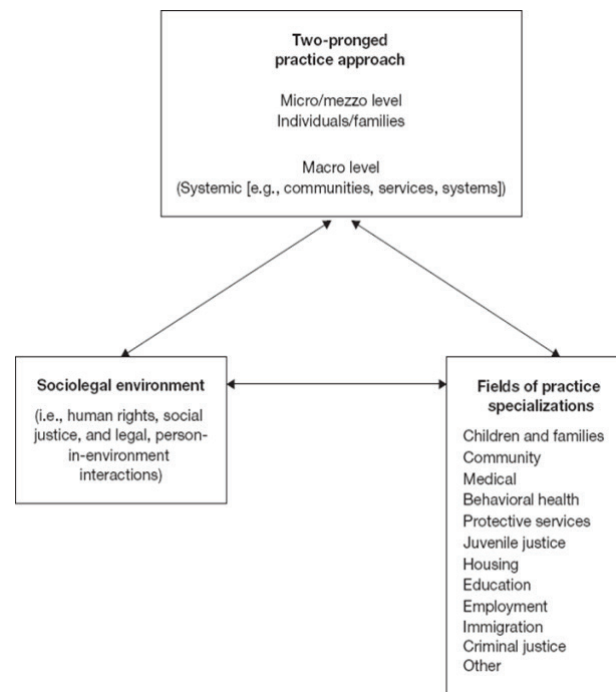 Two-pronged
practice approach
Micro/mezzo level
Individuals/families
Macro level
(Systemic [e.g., communities, services, systems])
Sociolegal environment
(i.e., human rights, social
justice, and legal, person-
in-environment
interactions)
Fields of practice
specializations
Children and families
Community
Medical
Behavioral health
Protective services
Juvenile justice
Housing
Education
Employment
Immigration
Criminal justice
Other